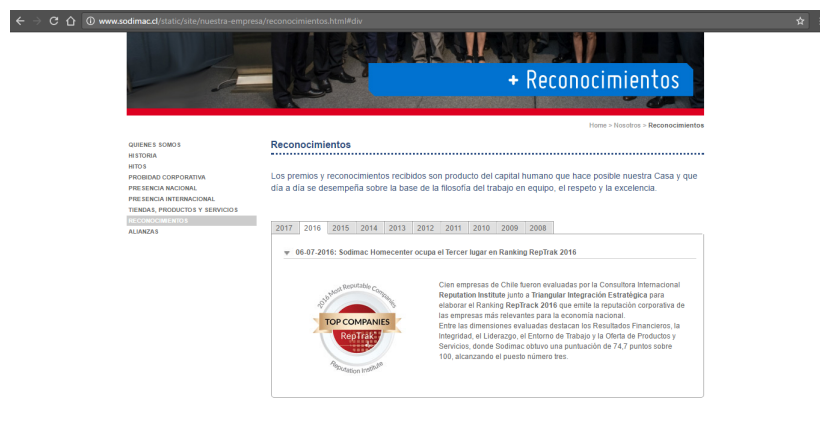 www.sodimac.cl/static/site/nuestra-empresa/reconocimientos.html#div
+ Reconocimientos
Home > Nosotros > Reconocimientos
QUIENES SOMOS
HISTORIA
HITOS
PROBIDAD CORPORATIVA
PRESENCIA NACIONAL
PRESENCIA INTERNACIONAL
TIENDAS, PRODUCTOS Y SERVICIOS
RECONOCIMIENTOS
ALIANZAS
Reconocimientos
Los premios y reconocimientos recibidos son producto del capital humano que hace posible nuestra Casa y que
día a día se desempeña sobre la base de la filosofía del trabajo en equipo, el respeto y la excelencia.
2017 2016 2015 2014 2013 2012 2011 2010 2009 2008
06-07-2016: Sodimac Homecenter ocupa el Tercer lugar en Ranking RepTrak 2016
2016 Most Reputable Companies
TOP COMPANIES
RepTrak
Reputation Institute
Cien empresas de Chile fueron evaluadas por la Consultora Internacional
Reputation Institute junto a Triangular Integración Estratégica para
elaborar el Ranking RepTrack 2016 que emite la reputación corporativa de
las empresas más relevantes para la economía nacional.
Entre las dimensiones evaluadas destacan los Resultados Financieros, la
Integridad, el Liderazgo, el Entorno de Trabajo y la Oferta de Productos y
Servicios, donde Sodimac obtuvo una puntuación de 74,7 puntos sobre
100, alcanzando el puesto número tres.